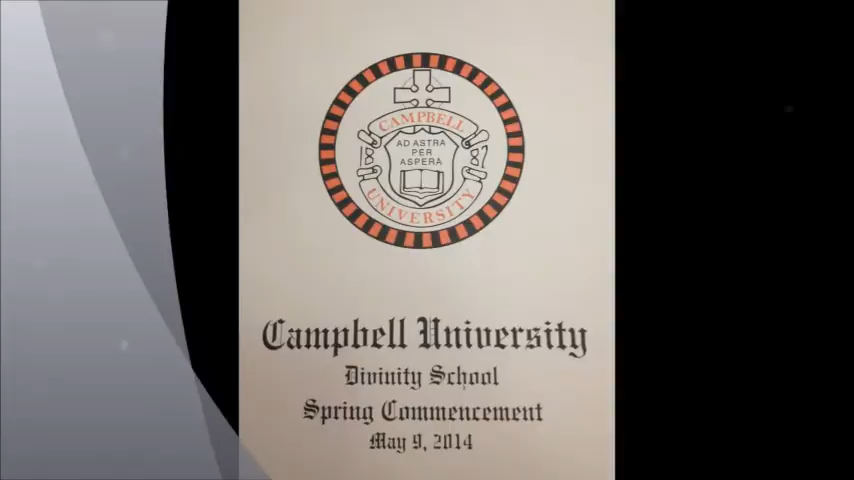 CAMPBELL
AD ASTRA
PER
ASPERA
UNIVERSITY
Campbell University
Divinity School
Spring Commencement
May 9, 2014